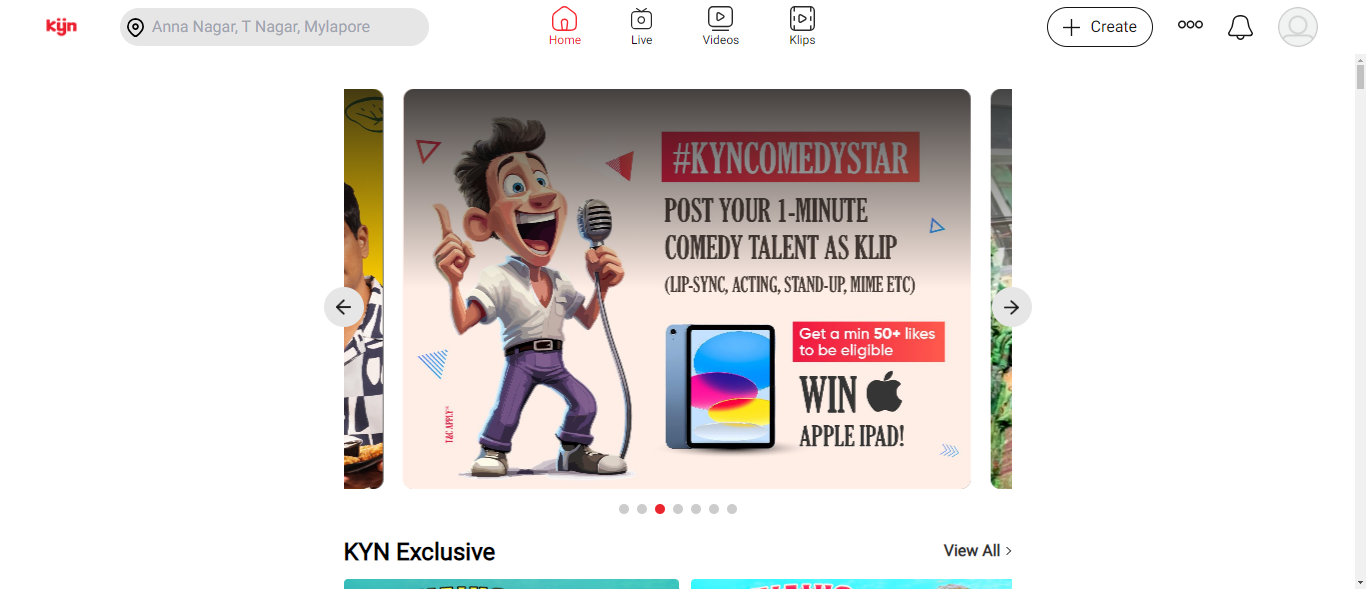 kyn
Anna Nagar, T Nagar, Mylapore
Home
Live
Videos
Klips
Create
#KYNCOMEDYSTAR
POST YOUR 1-MINUTE
COMEDY TALENT AS KLIP
(LIP-SYNC, ACTING, STAND-UP, MIME ETC)
Get a min 50+ likes
to be eligible
WIN
APPLE IPAD!
T&C APPLY*
KYN Exclusive
View All